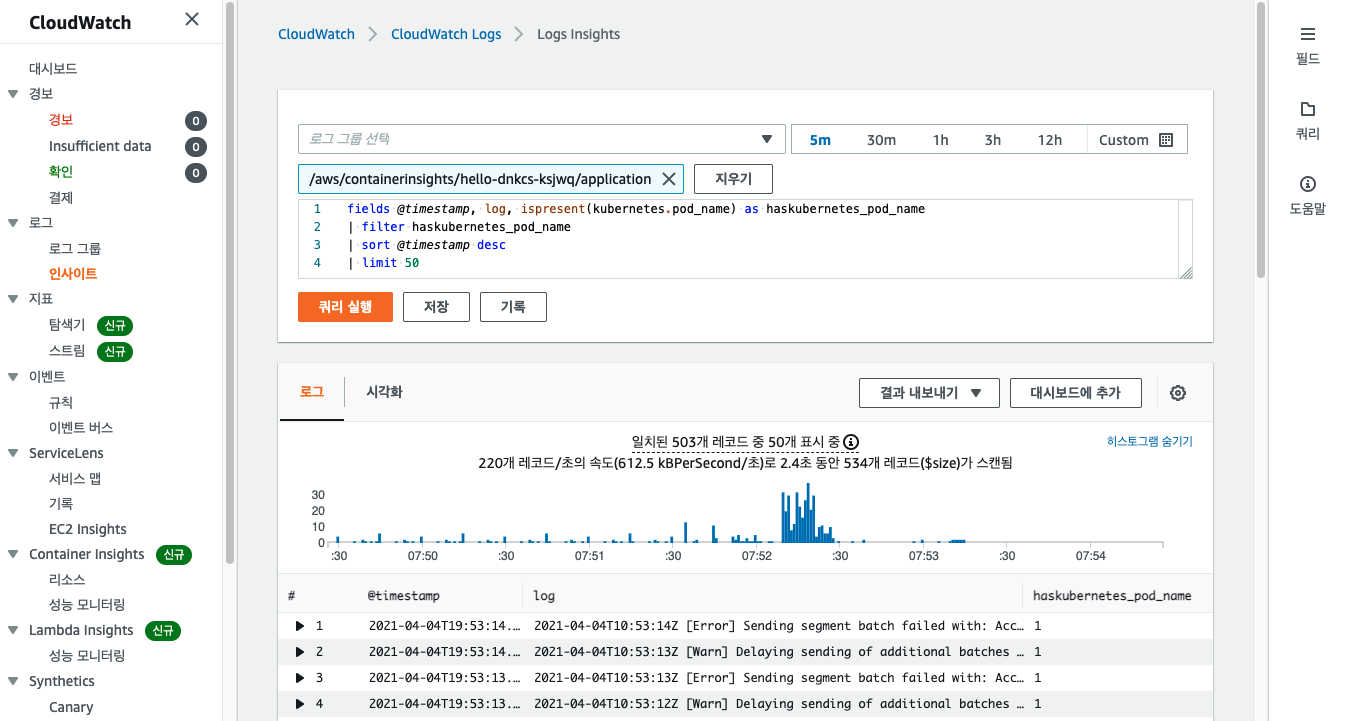 CloudWatch
대시보드
경보
경보 0
Insufficient data 0
확인 0
결제
로그
로그 그룹
인사이트
지표
탐색기 신규
스트림 신규
이벤트
규칙
이벤트 버스
ServiceLens
서비스 맵
기록
EC2 Insights
Container Insights 신규
리소스
성능 모니터링
Lambda Insights 신규
성능 모니터링
Synthetics
Canary
CloudWatch CloudWatch Logs Logs Insights
로그 그룹 선택
5m 30m 1h 3h 12h Custom
/aws/containerinsights/hello-dnkcs-ksjwq/application
지우기
1 fields @timestamp, log, ispresent(kubernetes.pod_name) as haskubernetes_pod_name
2 | filter haskubernetes_pod_name
3 | sort @timestamp desc
4 | limit 50
쿼리 실행 저장 기록
로그 시각화 결과 내보내기 대시보드에 추가
일치된 503개 레코드 중 50개 표시 중
히스토그램 숨기기
220개 레코드/초의 속도(612.5 kBPerSecond/초)로 2.4초 동안 534개 레코드($size)가 스캔됨
30
20
10
0
:30 07:50 :30 07:51 :30 07:52 :30 07:53 :30 07:54
# @timestamp log haskubernetes_pod_name
1 2021-04-04T19:53:14.… 2021-04-04T10:53:14Z [Error] Sending segment batch failed with: Acc… 1
2 2021-04-04T19:53:14.… 2021-04-04T10:53:13Z [Warn] Delaying sending of additional batches … 1
3 2021-04-04T19:53:13.… 2021-04-04T10:53:13Z [Error] Sending segment batch failed with: Acc… 1
4 2021-04-04T19:53:13.… 2021-04-04T10:53:12Z [Warn] Delaying sending of additional batches … 1
필드
쿼리
도움말